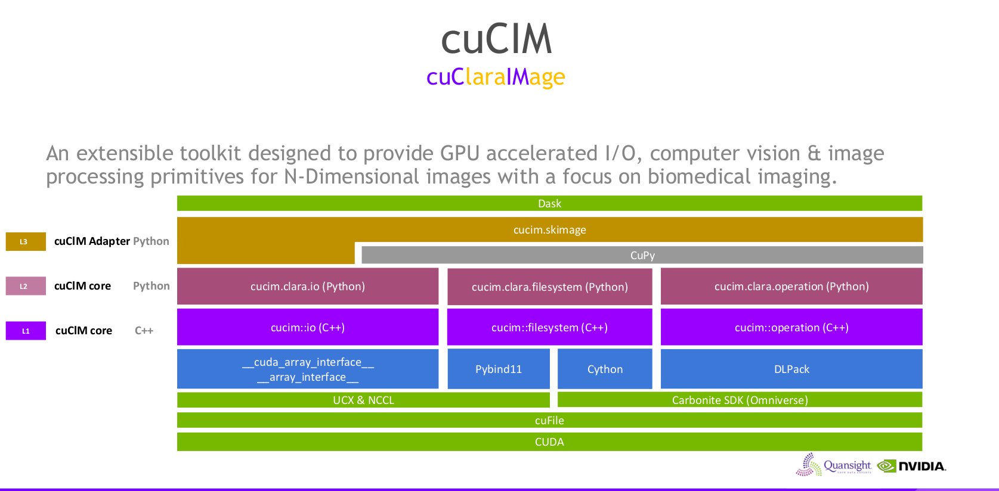 cuCIM
cuClaraIMage
An extensible toolkit designed to provide GPU accelerated I/O, computer vision & image
processing primitives for N-Dimensional images with a focus on biomedical imaging.
Dask
cucim.skimage
L3 cuCIM Adapter Python
CuPy
L2 cuCIM core Python
cucim.clara.io (Python) cucim.clara.filesystem (Python) cucim.clara.operation (Python)
L1 cuCIM core C++
cucim::io (C++) cucim::filesystem (C++) cucim::operation (C++)
__cuda_array_interface__
__array_interface__
Pybind11 Cython DLPack
UCX & NCCL Carbonite SDK (Omniverse)
cuFile
CUDA
Quansight NVIDIA.
YOUR DATA EXPERTS